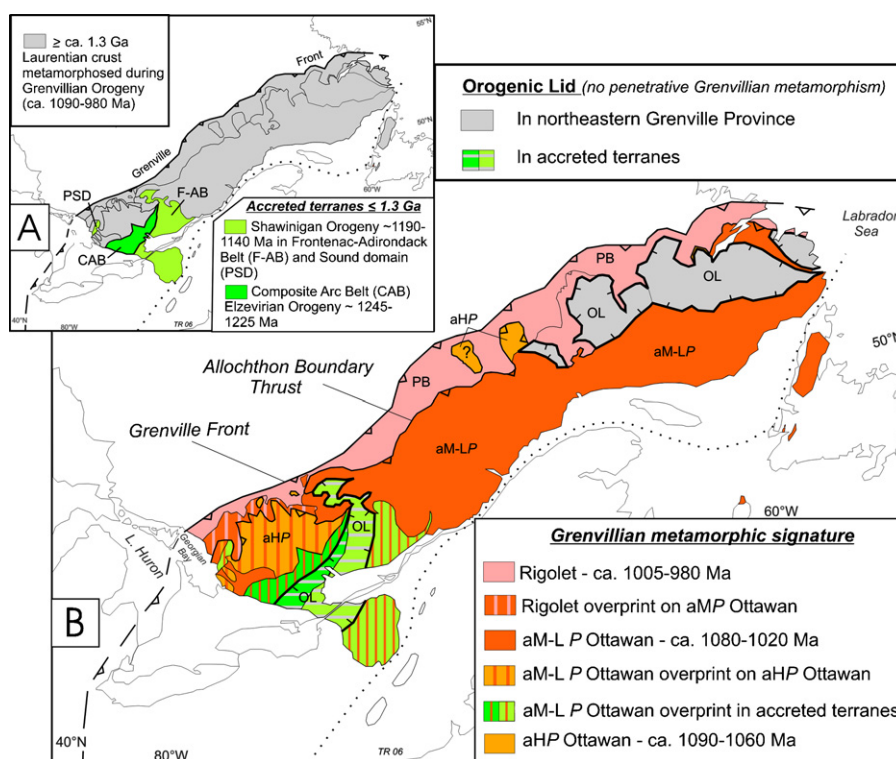 ≥ ca. 1.3 Ga
Laurentian crust
metamorphosed during
Grenvillian Orogeny
(ca. 1090-980 Ma)
55°N
Front
50°N
60°W
Grenville
PSD
F-AB
A
CAB
40°N
80°W
TR 06
Accreted terranes ≤ 1.3 Ga
Shawinigan Orogeny ~1190-
1140 Ma in Frontenac-Adirondack
Belt (F-AB) and Sound domain
(PSD)
Composite Arc Belt (CAB)
Elzevirian Orogeny ~ 1245-
1225 Ma
Orogenic Lid (no penetrative Grenvillian metamorphism)
In northeastern Grenville Province
In accreted terranes
Labrador
Sea
PB
OL
OL
aHP
?
50°N
aM-LP
PB
Allochthon Boundary
Thrust
Grenville Front
aM-LP
60°W
OL
aHP
Georgian
Bay
L. Huron
OL
B
40°N
80°W
TR 06
Grenvillian metamorphic signature
Rigolet - ca. 1005-980 Ma
Rigolet overprint on aMP Ottawan
aM-L P Ottawan - ca. 1080-1020 Ma
aM-L P Ottawan overprint on aHP Ottawan
aM-L P Ottawan overprint in accreted terranes
aHP Ottawan - ca. 1090-1060 Ma